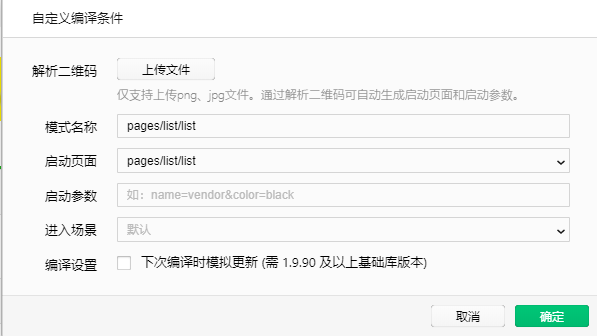 自定义编译条件
解析二维码 上传文件
仅支持上传png、jpg文件。通过解析二维码可自动生成启动页面和启动参数。
模式名称 pages/list/list
启动页面 pages/list/list
启动参数 如：name=vendor&color=black
进入场景 默认
编译设置 下次编译时模拟更新 (需 1.9.90 及以上基础库版本)
取消 确定